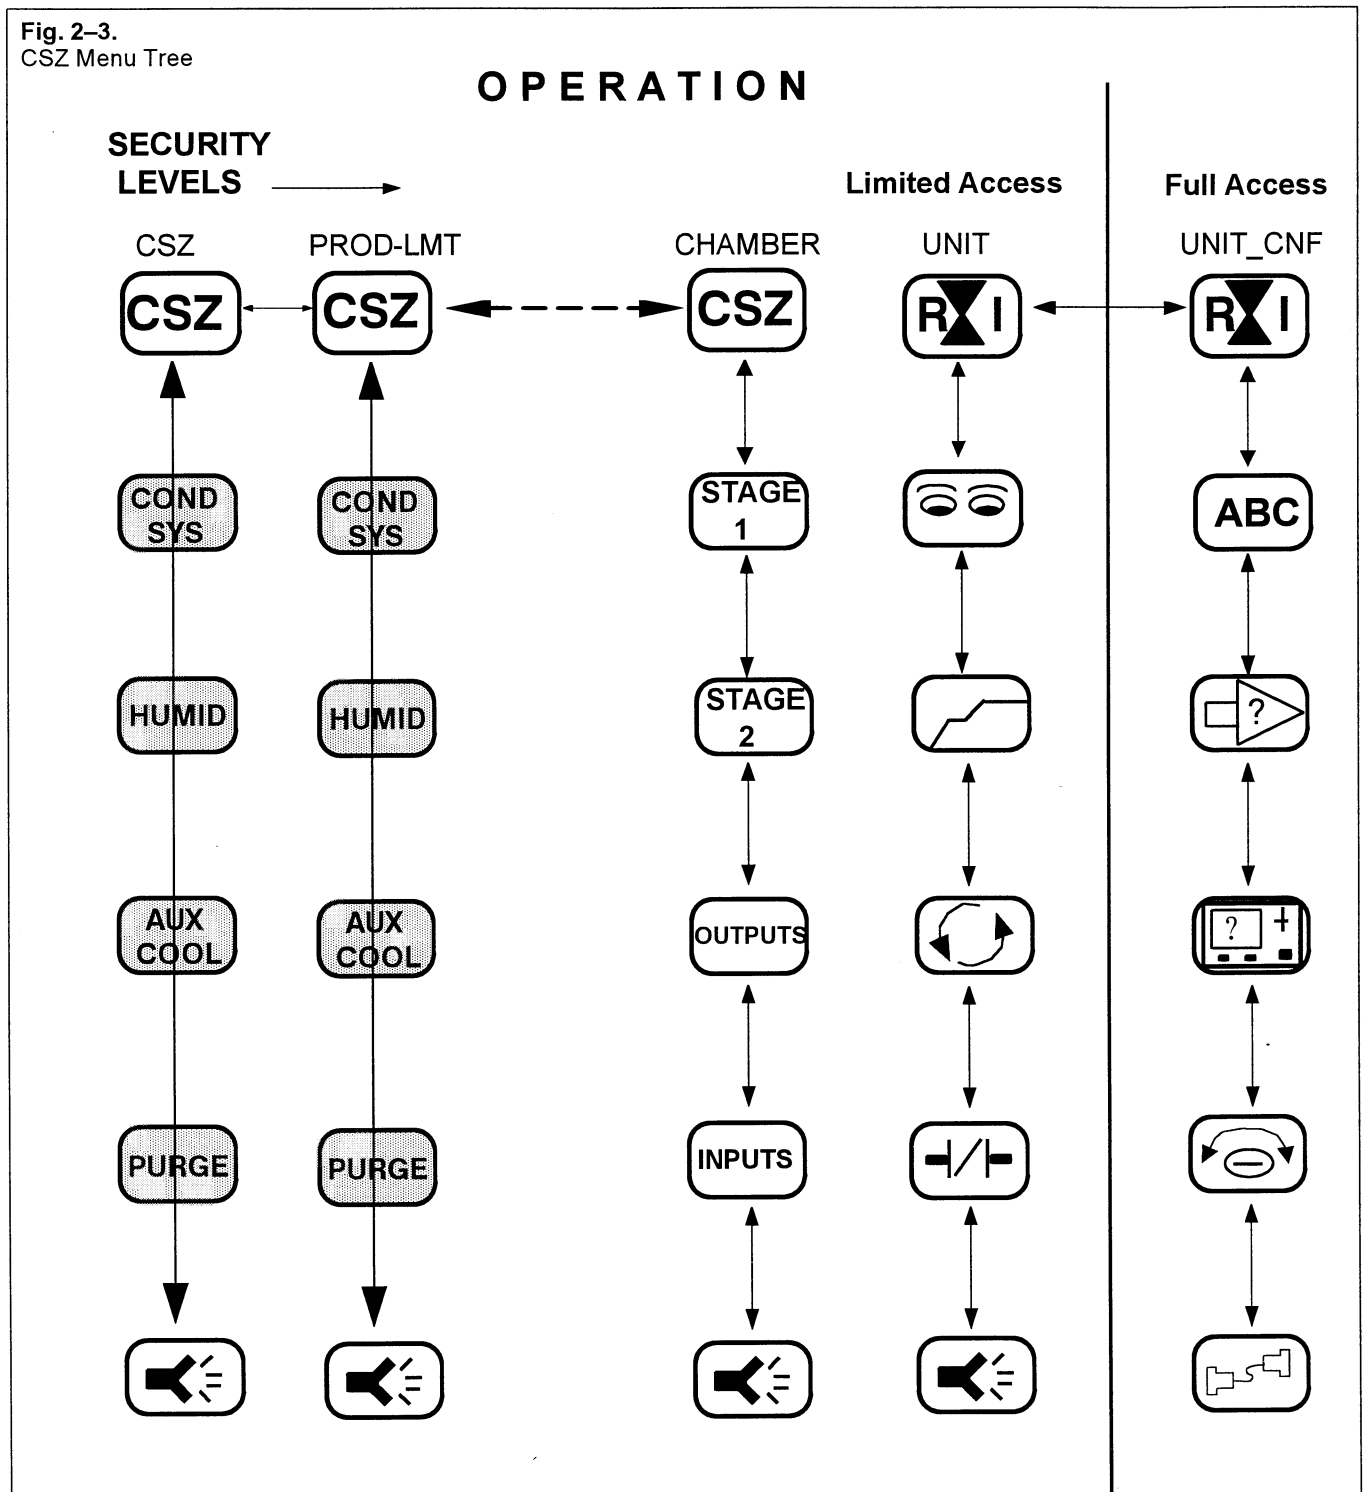 Fig. 2–3.
CSZ Menu Tree
OPERATION
SECURITY
LEVELS
Limited Access
Full Access
CSZ
PROD-LMT
CHAMBER
UNIT
UNIT_CNF
CSZ
CSZ
CSZ
R I
R I
COND
SYS
COND
SYS
STAGE
1
ABC
HUMID
HUMID
STAGE
2
?
AUX
COOL
AUX
COOL
OUTPUTS
?
PURGE
PURGE
INPUTS